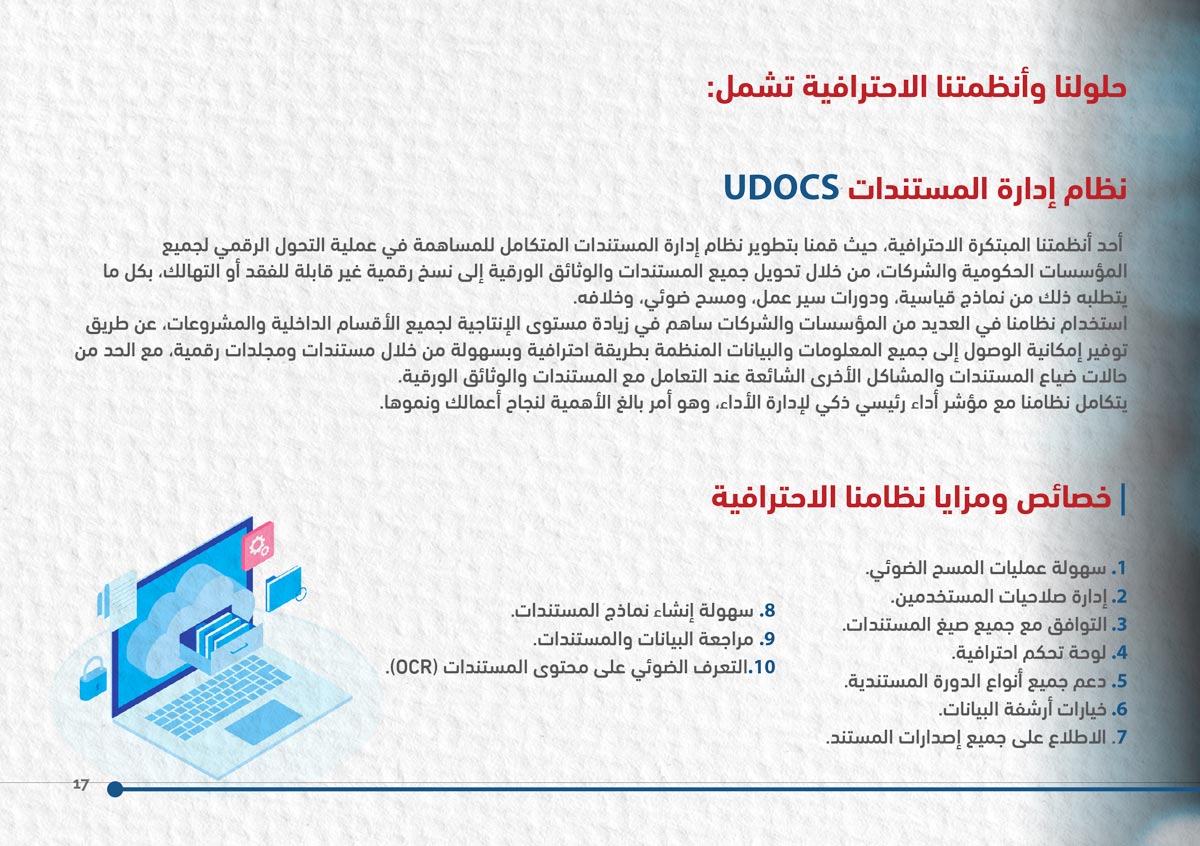 حلولنا وأنظمتنا الاحترافية تشمل:
نظام إدارة المستندات UDOCS
أحد أنظمتنا المبتكرة الاحترافية، حيث قمنا بتطوير نظام إدارة المستندات المتكامل للمساهمة في عملية التحول الرقمي لجميع
المؤسسات الحكومية والشركات، من خلال تحويل جميع المستندات والوثائق الورقية إلى نسخ رقمية غير قابلة للفقد أو التهالك، بكل ما
يتطلبه ذلك من نماذج قياسية، ودورات سير عمل، ومسح ضوئي، وخلافه.
استخدام نظامنا في العديد من المؤسسات والشركات ساهم في زيادة مستوى الإنتاجية لجميع الأقسام الداخلية والمشروعات، عن طريق
توفير إمكانية الوصول إلى جميع المعلومات والبيانات المنظمة بطريقة احترافية وبسهولة من خلال مستندات ومجلدات رقمية، مع الحد من
حالات ضياع المستندات والمشاكل الأخرى الشائعة عند التعامل مع المستندات والوثائق الورقية.
يتكامل نظامنا مع مؤشر أداء رئيسي ذكي لإدارة الأداء، وهو أمر بالغ الأهمية لنجاح أعمالك ونموها.
خصائص ومزايا نظامنا الاحترافية
1. سهولة عمليات المسح الضوئي.
2. إدارة صلاحيات المستخدمين.
3. التوافق مع جميع صيغ المستندات.
4. لوحة تحكم احترافية.
5. دعم جميع أنواع الدورة المستندية.
6. خيارات أرشفة البيانات.
7. الاطلاع على جميع إصدارات المستند.
8. سهولة إنشاء نماذج المستندات.
9. مراجعة البيانات والمستندات.
10.التعرف الضوئي على محتوى المستندات (OCR).
17